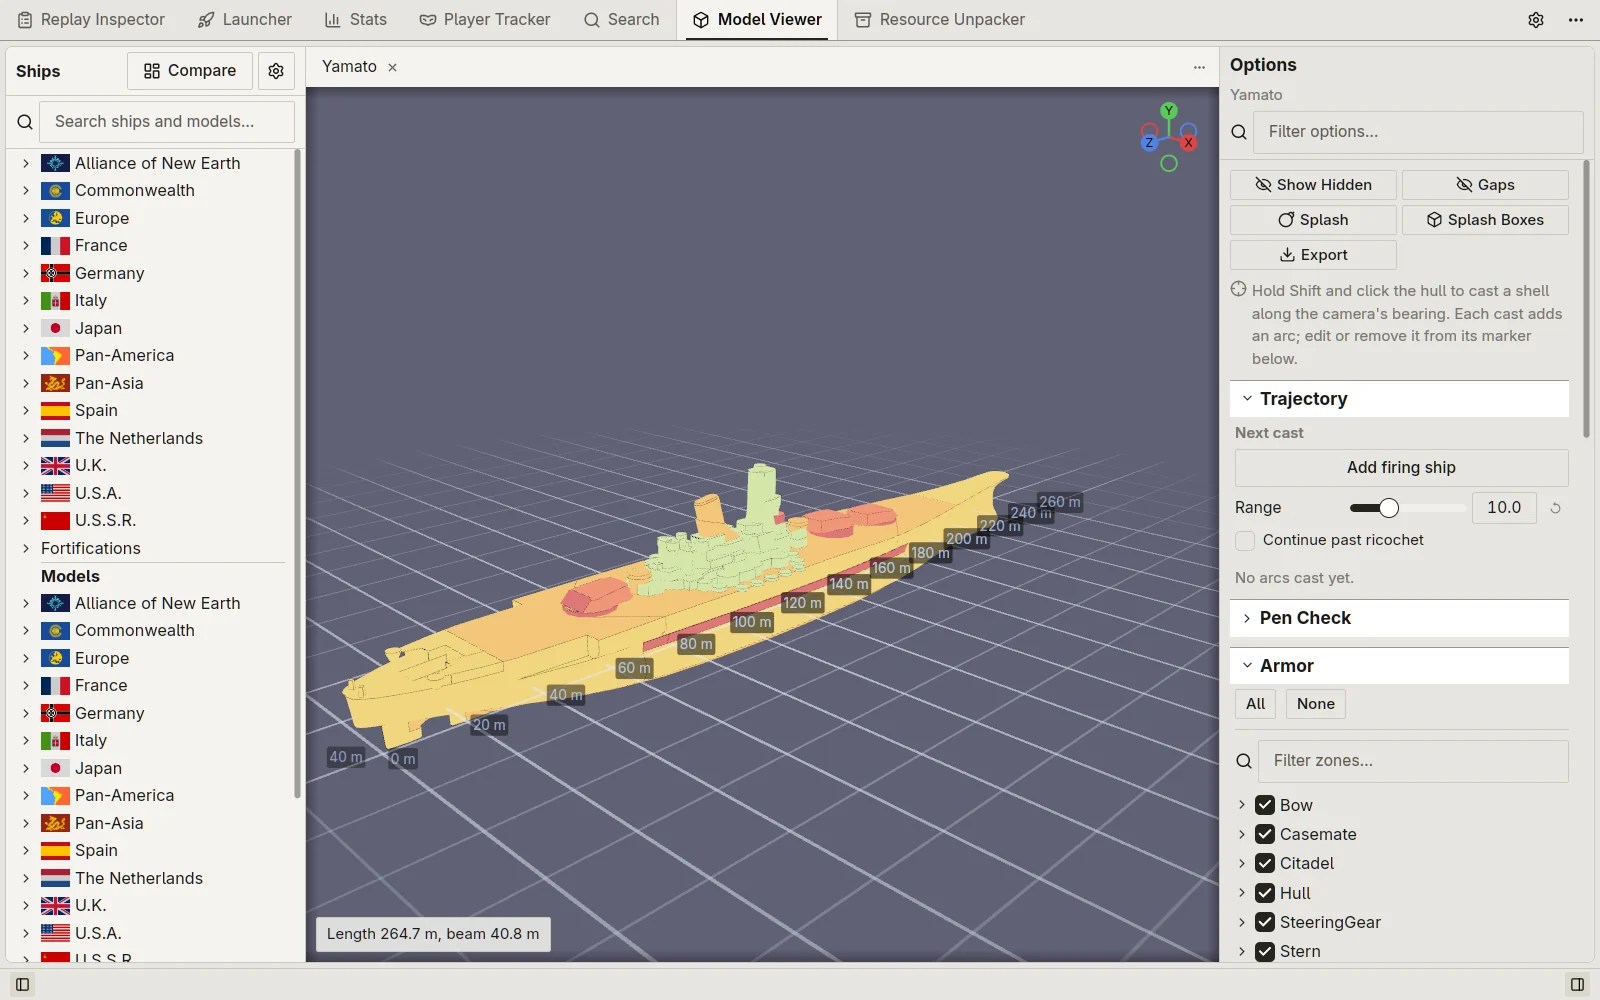 Replay Inspector
Launcher
Stats
Player Tracker
Search
Model Viewer
Resource Unpacker
Ships
Compare
Search ships and models...
Alliance of New Earth
Commonwealth
Europe
France
Germany
Italy
Japan
Pan-America
Pan-Asia
Spain
The Netherlands
U.K.
U.S.A.
U.S.S.R.
Fortifications
Models
Alliance of New Earth
Commonwealth
Europe
France
Germany
Italy
Japan
Pan-America
Pan-Asia
Spain
The Netherlands
U.K.
U.S.A.
U.S.S.R.
Yamato
Y
Z
X
260 m
240 m
220 m
200 m
180 m
160 m
140 m
120 m
100 m
80 m
60 m
40 m
20 m
40 m
0 m
Length 264.7 m, beam 40.8 m
Options
Yamato
Filter options...
Show Hidden
Gaps
Splash
Splash Boxes
Export
Hold Shift and click the hull to cast a shell
along the camera's bearing. Each cast adds
an arc; edit or remove it from its marker
below.
Trajectory
Next cast
Add firing ship
Range
10.0
Continue past ricochet
No arcs cast yet.
Pen Check
Armor
All
None
Filter zones...
Bow
Casemate
Citadel
Hull
SteeringGear
Stern